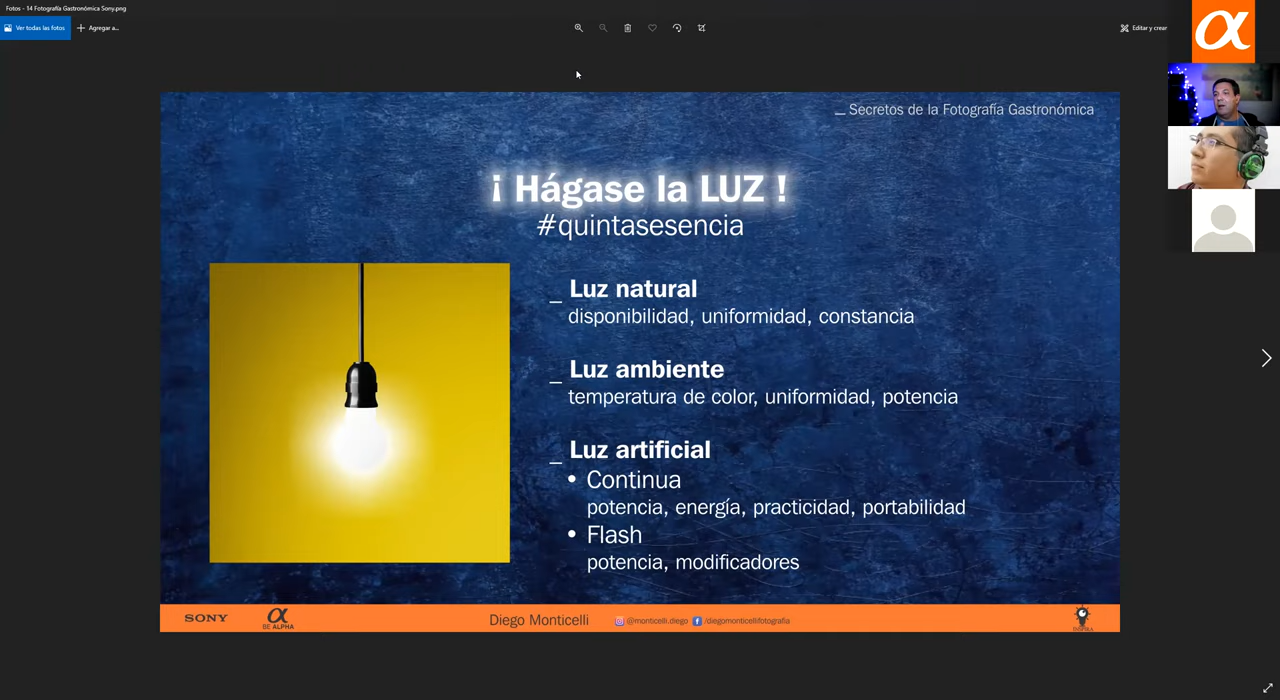 Fotos - 14 Fotografía Gastronómica Sony.png
Ver todas las fotos
Agregar a...
Editar y crear
_ Secretos de la Fotografía Gastronómica
¡ Hágase la LUZ !
#quintasesencia
_ Luz natural
disponibilidad, uniformidad, constancia
_ Luz ambiente
temperatura de color, uniformidad, potencia
_ Luz artificial
• Continua
potencia, energía, practicidad, portabilidad
• Flash
potencia, modificadores
SONY
α
BE ALPHA
Diego Monticelli
@monticelli.diego
/diegomonticellifotografia
INSPIRA
α